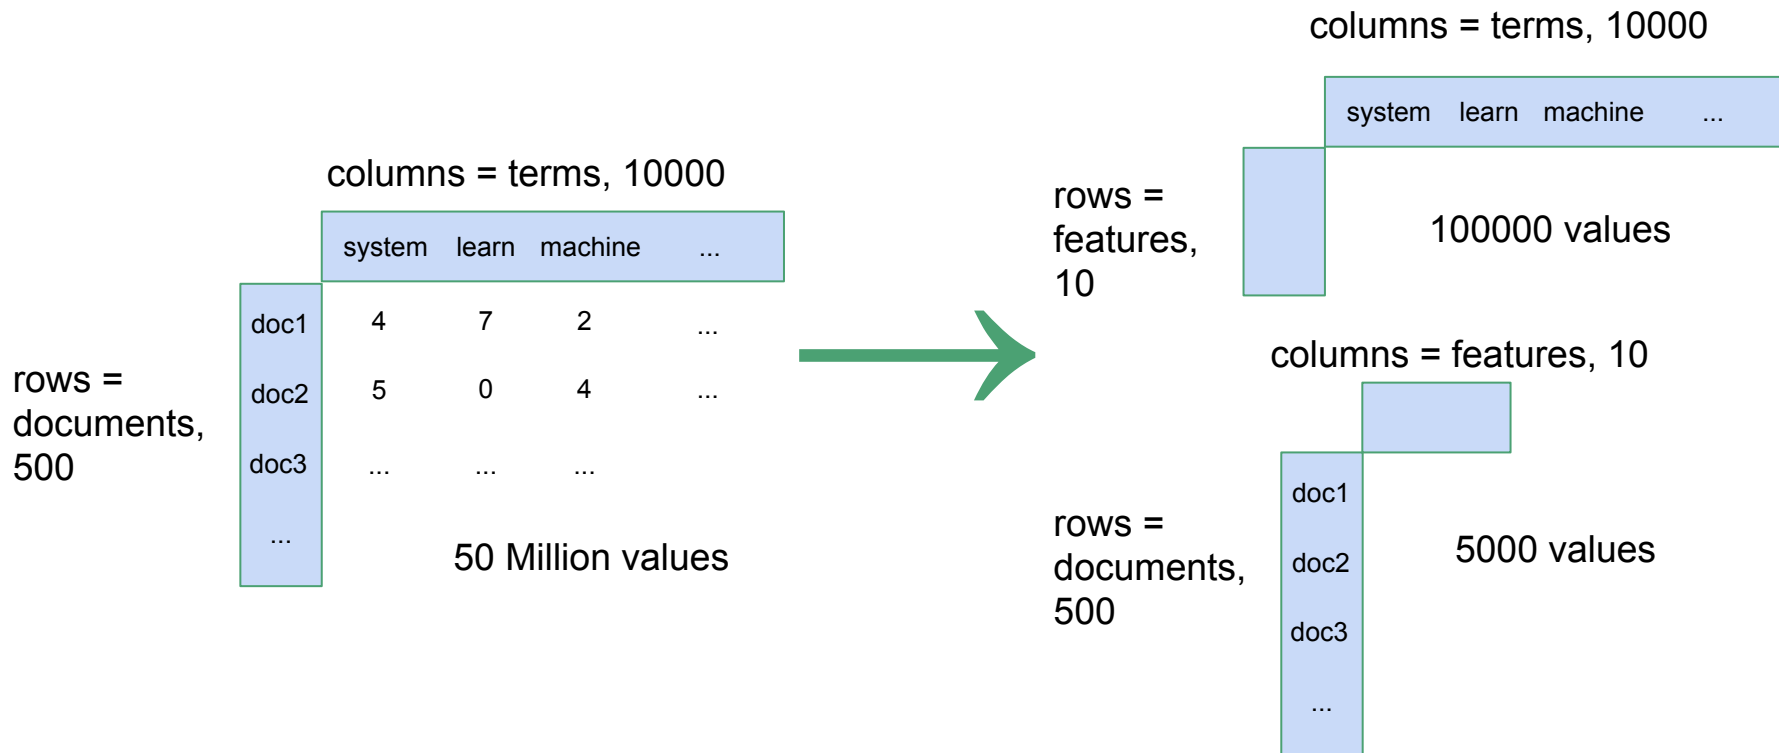 columns = terms, 10000
system learn machine ...
doc1 4 7 2 ...
rows =
documents,
500
doc2 5 0 4 ...
doc3 ... ... ...
...
50 Million values
columns = terms, 10000
system learn machine ...
rows =
features,
10
100000 values
columns = features, 10
rows =
documents,
500
doc1
doc2
doc3
...
5000 values